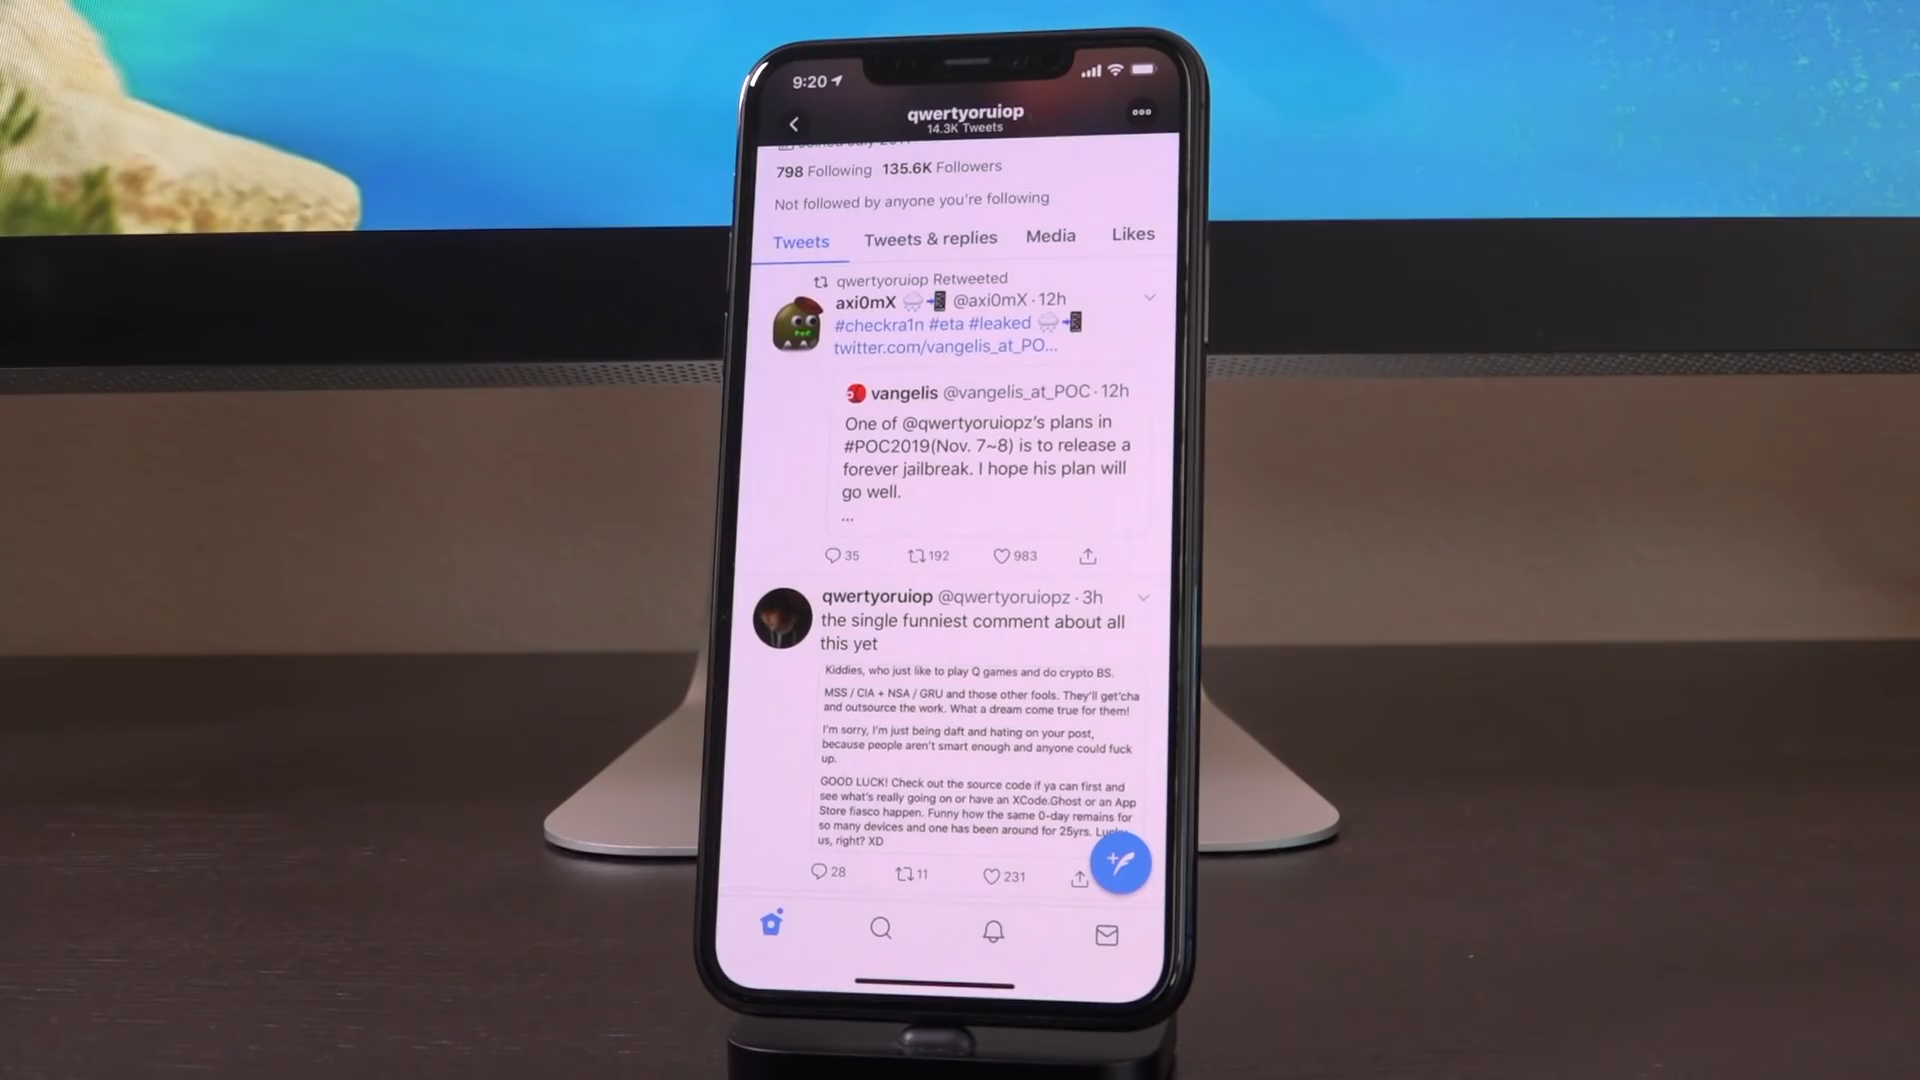 9:20
qwertyoruiop
14.3K Tweets
798 Following 135.6K Followers
Not followed by anyone you're following
Tweets Tweets & replies Media Likes
qwertyoruiop Retweeted
axi0mX 🌧️📲 @axi0mX · 12h
#checkra1n #eta #leaked 🌧️📲
twitter.com/vangelis_at_PO...
vangelis @vangelis_at_POC · 12h
One of @qwertyoruiopz's plans in
#POC2019(Nov. 7~8) is to release a
forever jailbreak. I hope his plan will
go well.
...
35 192 983
qwertyoruiop @qwertyoruiopz · 3h
the single funniest comment about all
this yet
Kiddies, who just like to play Q games and do crypto BS.
MSS / CIA + NSA / GRU and those other fools. They'll get'cha
and outsource the work. What a dream come true for them!
I'm sorry, I'm just being daft and hating on your post,
because people aren't smart enough and anyone could fuck
up.
GOOD LUCK! Check out the source code if ya can first and
see what's really going on or have an XCode.Ghost or an App
Store fiasco happen. Funny how the same 0-day remains for
so many devices and one has been around for 25yrs.
us, right? XD
28 11 231